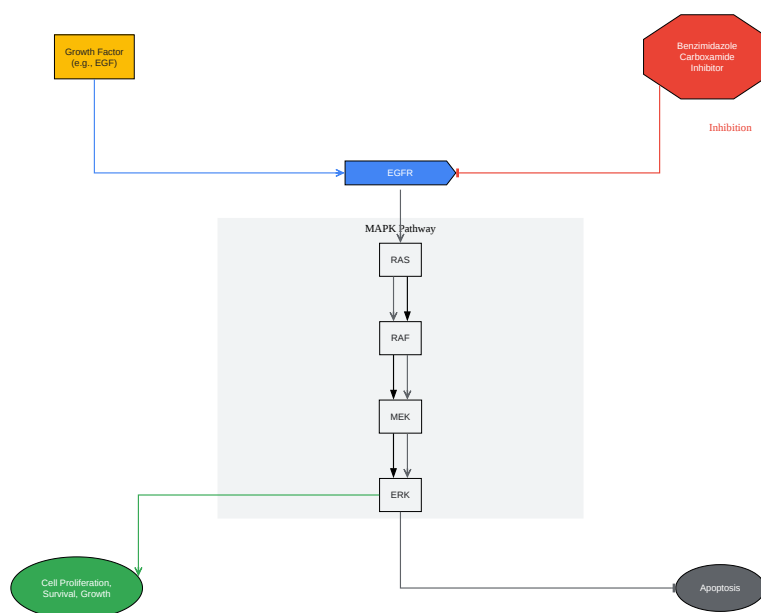 Growth Factor
(e.g., EGF)
Benzimidazole
Carboxamide
Inhibitor
Inhibition
EGFR
MAPK Pathway
RAS
RAF
MEK
ERK
Cell Proliferation,
Survival, Growth
Apoptosis